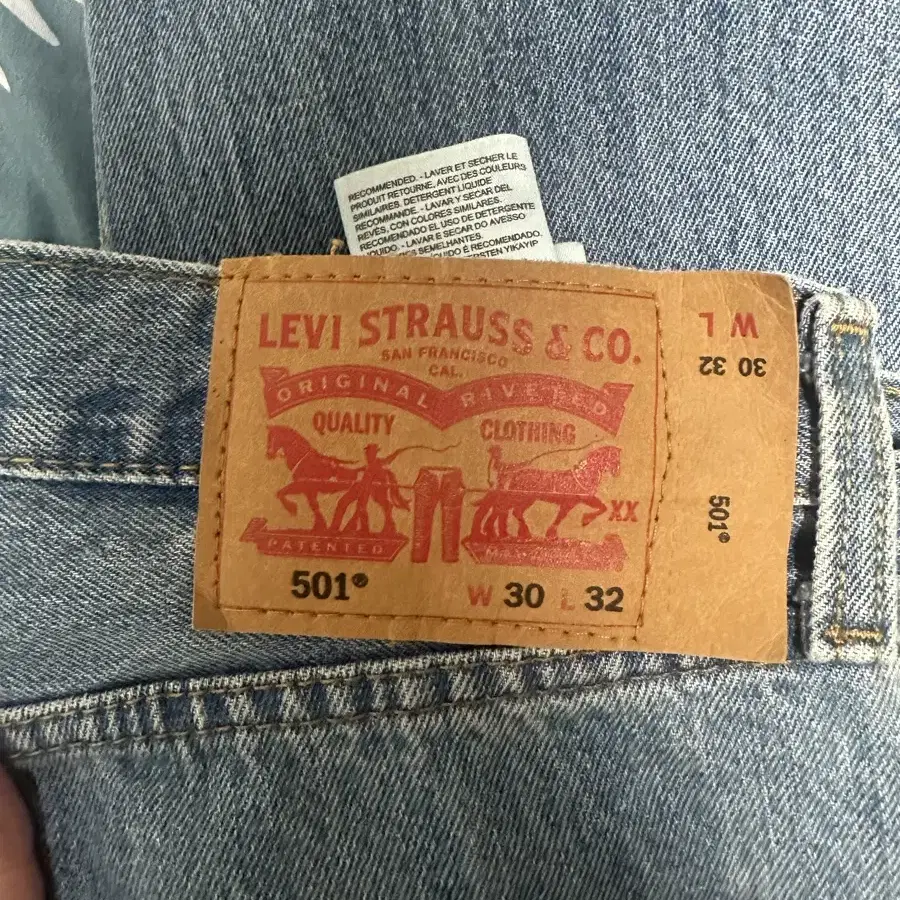 RECOMMENDED. - LAVER ET SECHER LE
PRODUIT RETOURNE, AVEC DES COULEURS
SIMILAIRES. DETERGENT LIQUIDE
RECOMMANDE. - LAVAR Y SECAR DEL
REVES, CON COLORES SIMILARES.
RECOMENDADO EL USO DE DETERGENTE
LIQUIDO. - LAVAR E SECAR DO AVESSO
SEMELHANTES.
É RECOMENDADO.
YIKAYIP
LEVI STRAUSS & CO.
SAN FRANCISCO
CAL.
ORIGINAL RIVETED
QUALITY CLOTHING
XX
PATENTED
501®
W 30 L 32
W L
30 32
501®